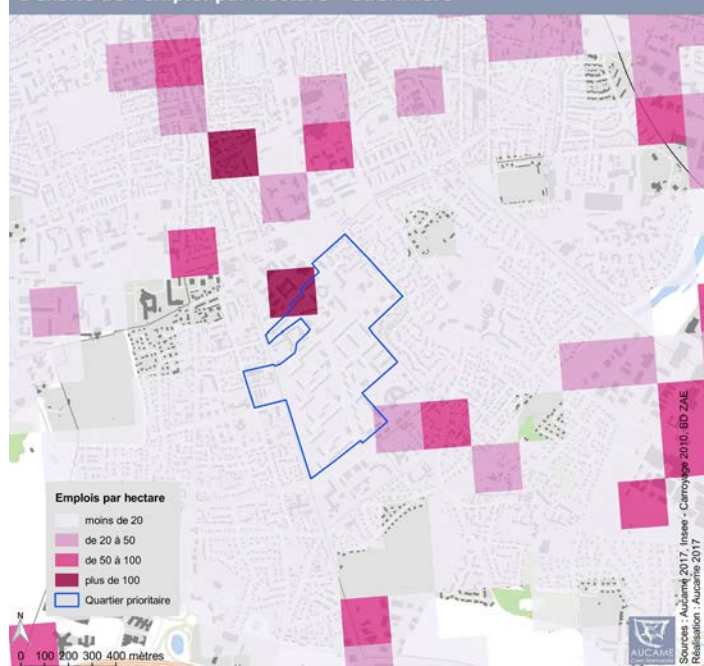 Emplois par hectare
moins de 20
de 20 à 50
de 50 à 100
plus de 100
Quartier prioritaire
N
0 100 200 300 400 mètres
Sources : Aucame 2017, Insee - Carroyage 2010, BD ZAE
Réalisation : Aucame 2017
AUCAME